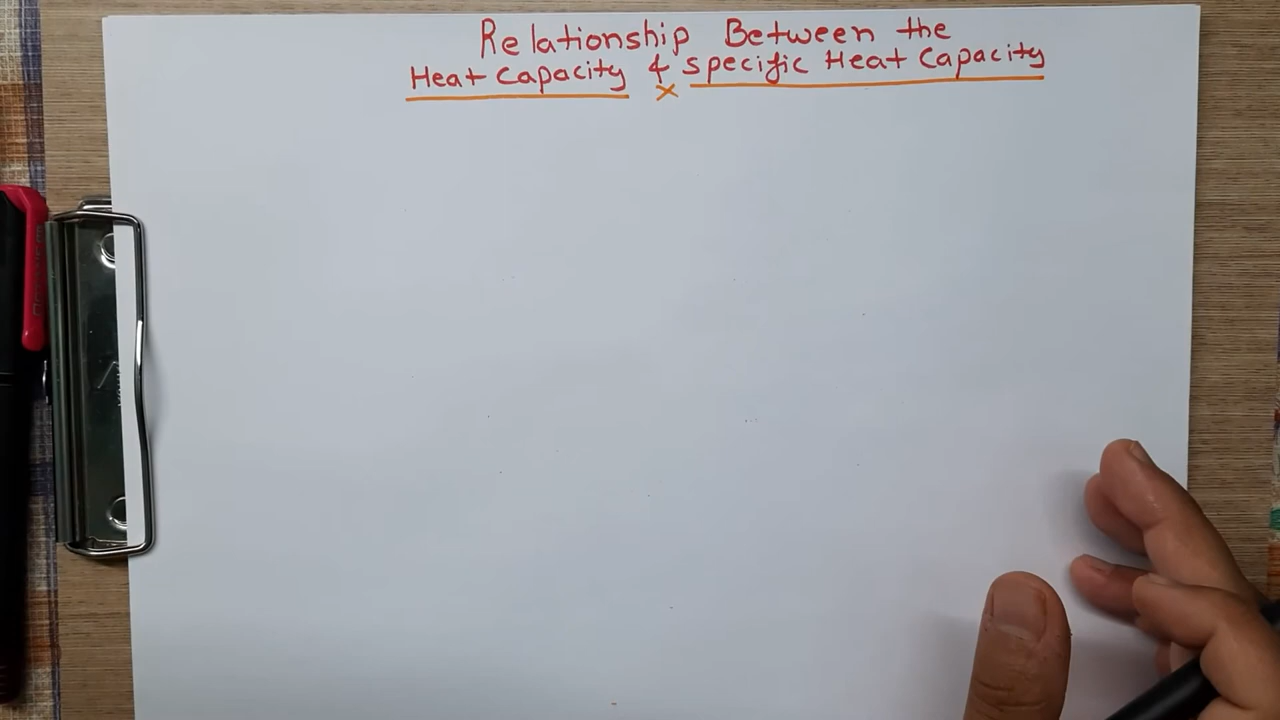 Relationship Between the
Heat Capacity & specific Heat Capacity